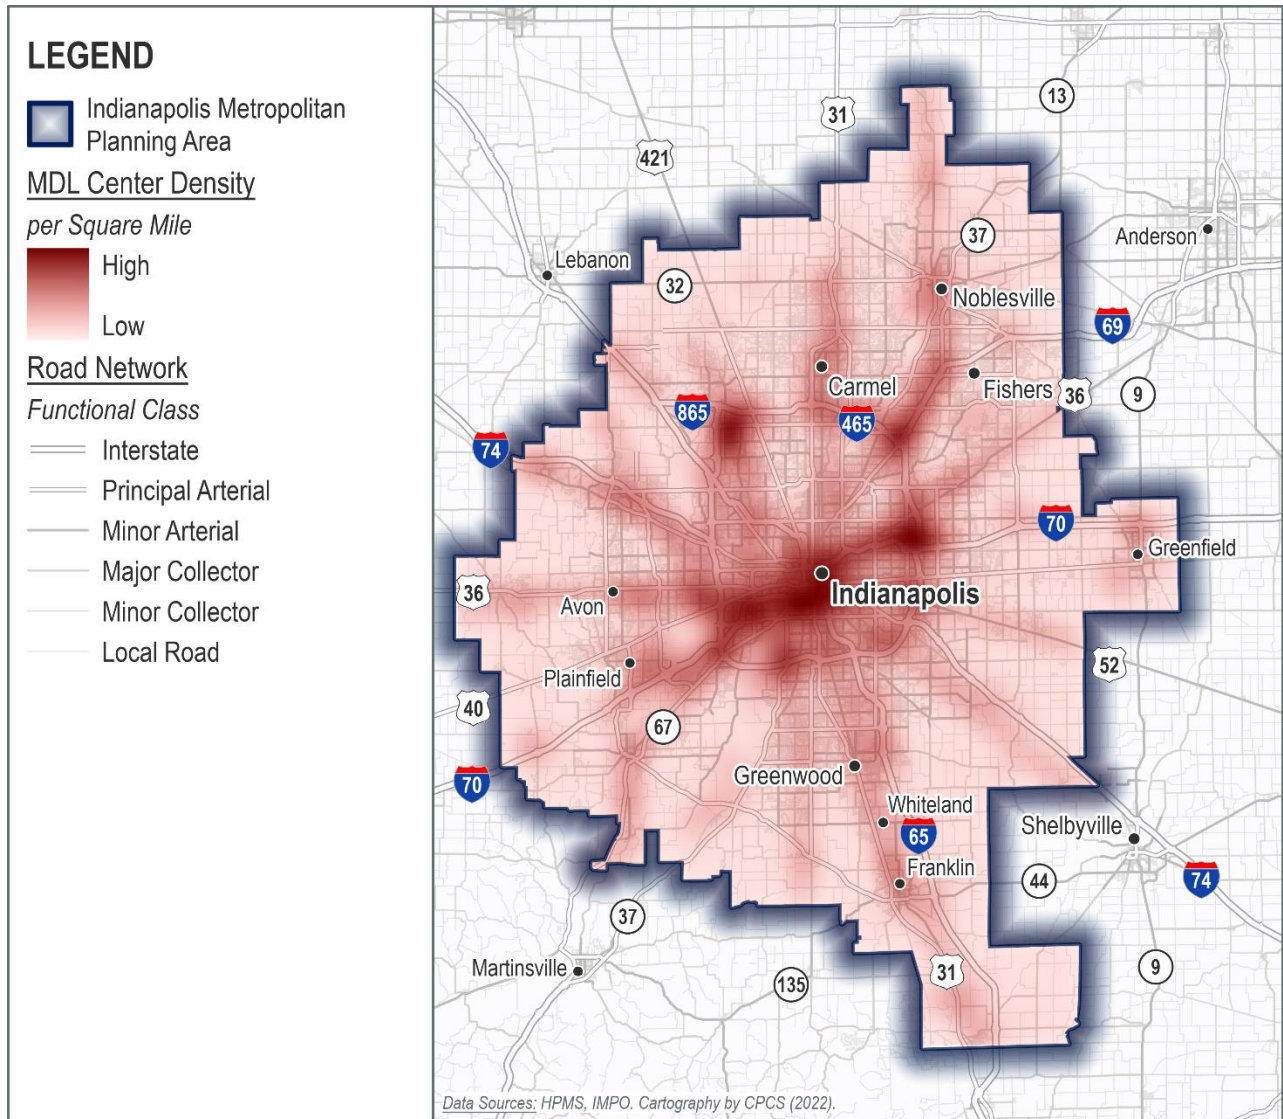 LEGEND
Indianapolis Metropolitan
Planning Area
MDL Center Density
per Square Mile
High
Low
Road Network
Functional Class
Interstate
Principal Arterial
Minor Arterial
Major Collector
Minor Collector
Local Road
13
31
421
37
Anderson
Lebanon
32
Noblesville
69
Carmel
Fishers
36
9
865
465
74
70
Greenfield
Indianapolis
36
Avon
52
Plainfield
40
67
70
Greenwood
Whiteland
65
Shelbyville
Franklin
44
74
37
Martinsville
31
9
135
Data Sources: HPMS, IMPO. Cartography by CPCS (2022).